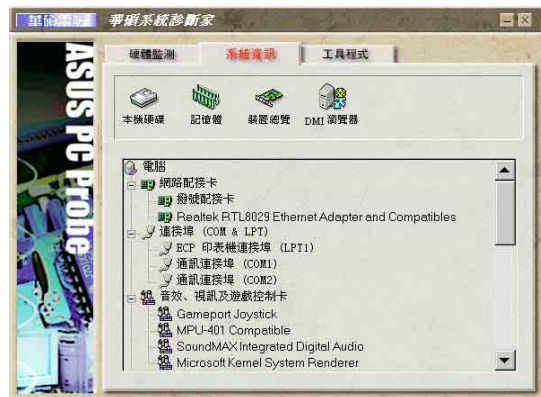 華碩系統診斷家
ASUS PC Probe
硬體監測 系統資訊 工具程式
本機硬碟 記憶體 裝置總覽 DMI 瀏覽器
電腦
網路配接卡
撥號配接卡
Realtek RTL8029 Ethernet Adapter and Compatibles
連接埠 (COM & LPT)
ECP 印表機連接埠 (LPT1)
通訊連接埠 (COM1)
通訊連接埠 (COM2)
音效、視訊及遊戲控制卡
Gameport Joystick
MPU-401 Compatible
SoundMAX Integrated Digital Audio
Microsoft Kernel System Renderer